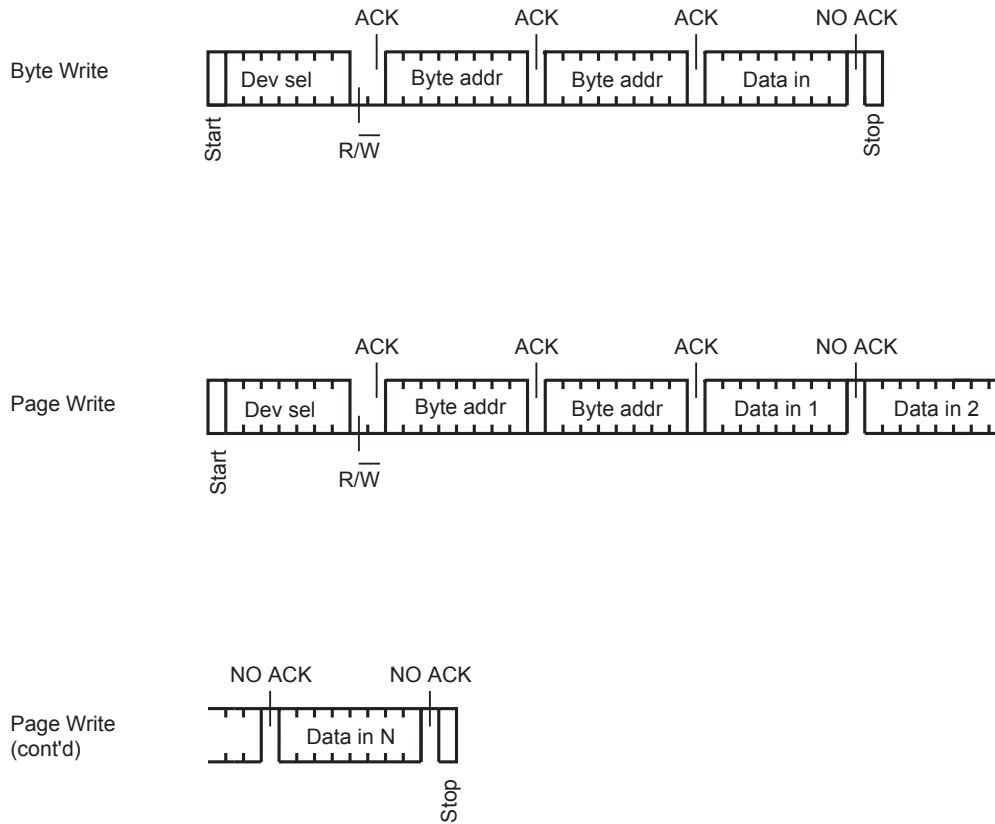 ACK ACK ACK NO ACK
Byte Write
Dev sel Byte addr Byte addr Data in
Start
R/W̅
Stop
ACK ACK ACK NO ACK
Page Write
Dev sel Byte addr Byte addr Data in 1 Data in 2
Start
R/W̅
NO ACK NO ACK
Page Write
(cont'd)
Data in N
Stop